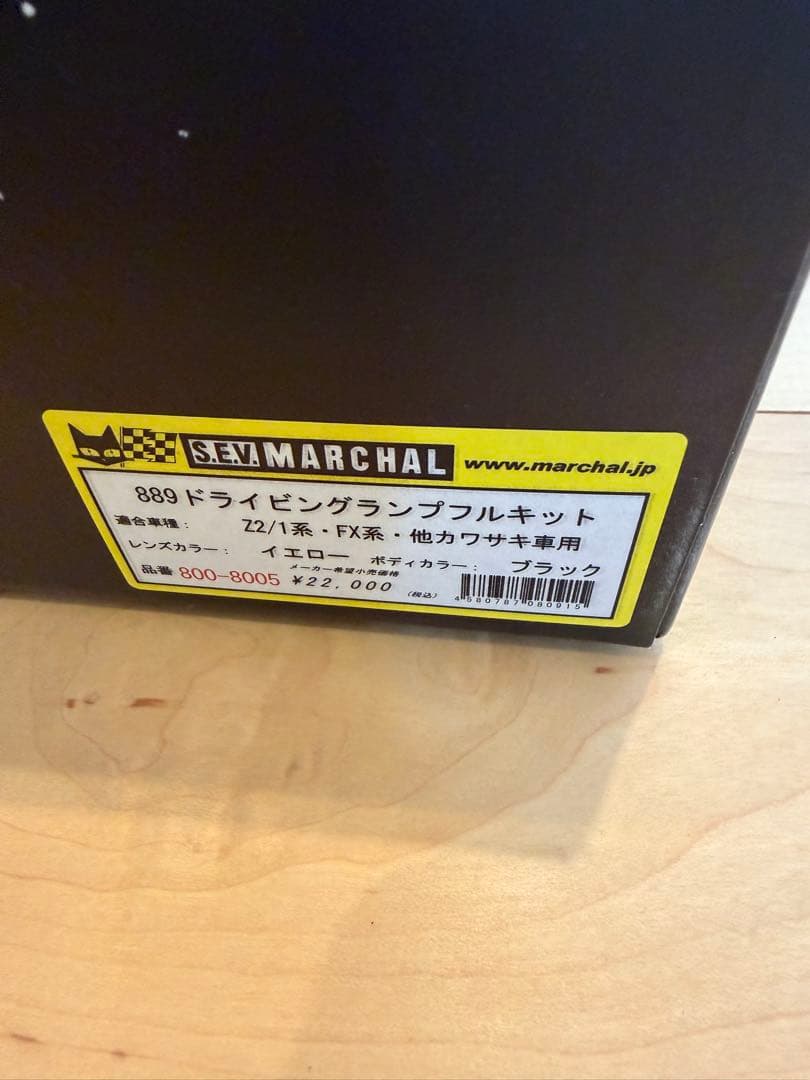 S.E.V. MARCHAL www.marchal.jp
889ドライビングランプフルキット
適合車種： Z2/1系・FX系・他カワサキ車用
レンズカラー： イエロー ボディカラー： ブラック
メーカー希望小売価格
品番 800-8005 ¥22,000 (税込)
4580787080915